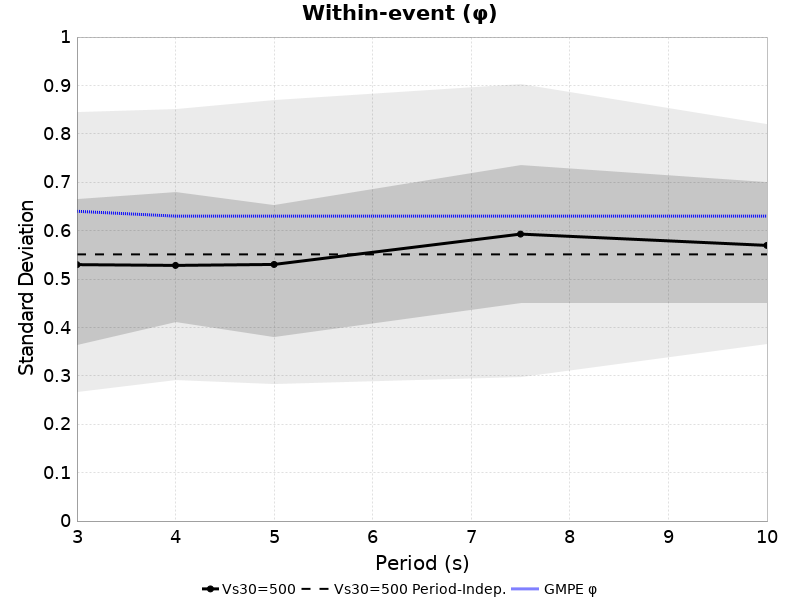 Within-event (φ)
Standard Deviation
1
0.9
0.8
0.7
0.6
0.5
0.4
0.3
0.2
0.1
0
3 4 5 6 7 8 9 10
Period (s)
Vs30=500 Vs30=500 Period-Indep. GMPE φ